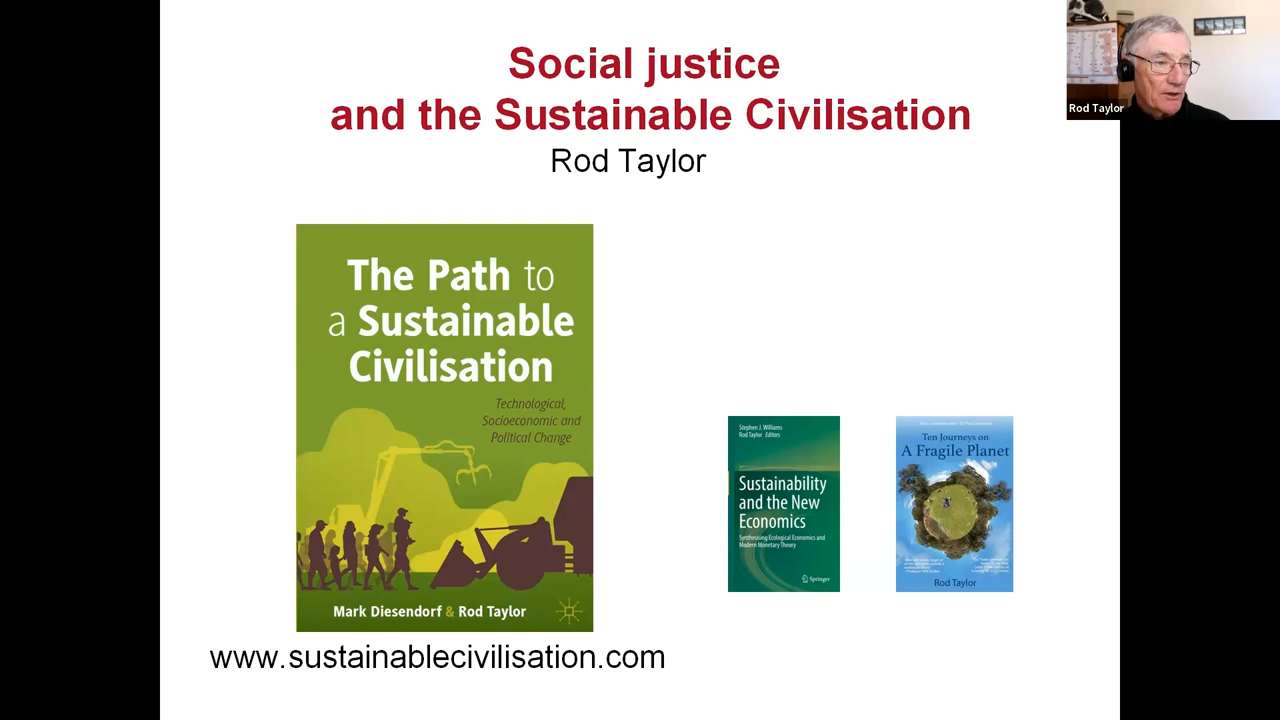 Social justice
and the Sustainable Civilisation
Rod Taylor
Rod Taylor
The Path to
a Sustainable
Civilisation
Technological,
Socioeconomic and
Political Change
Mark Diesendorf & Rod Taylor
Stephen J. Williams
Rod Taylor Editors
Sustainability
and the New
Economics
Synthesising Ecological Economics and
Modern Monetary Theory
Springer
Ten Journeys on
A Fragile Planet
Rod Taylor
www.sustainablecivilisation.com